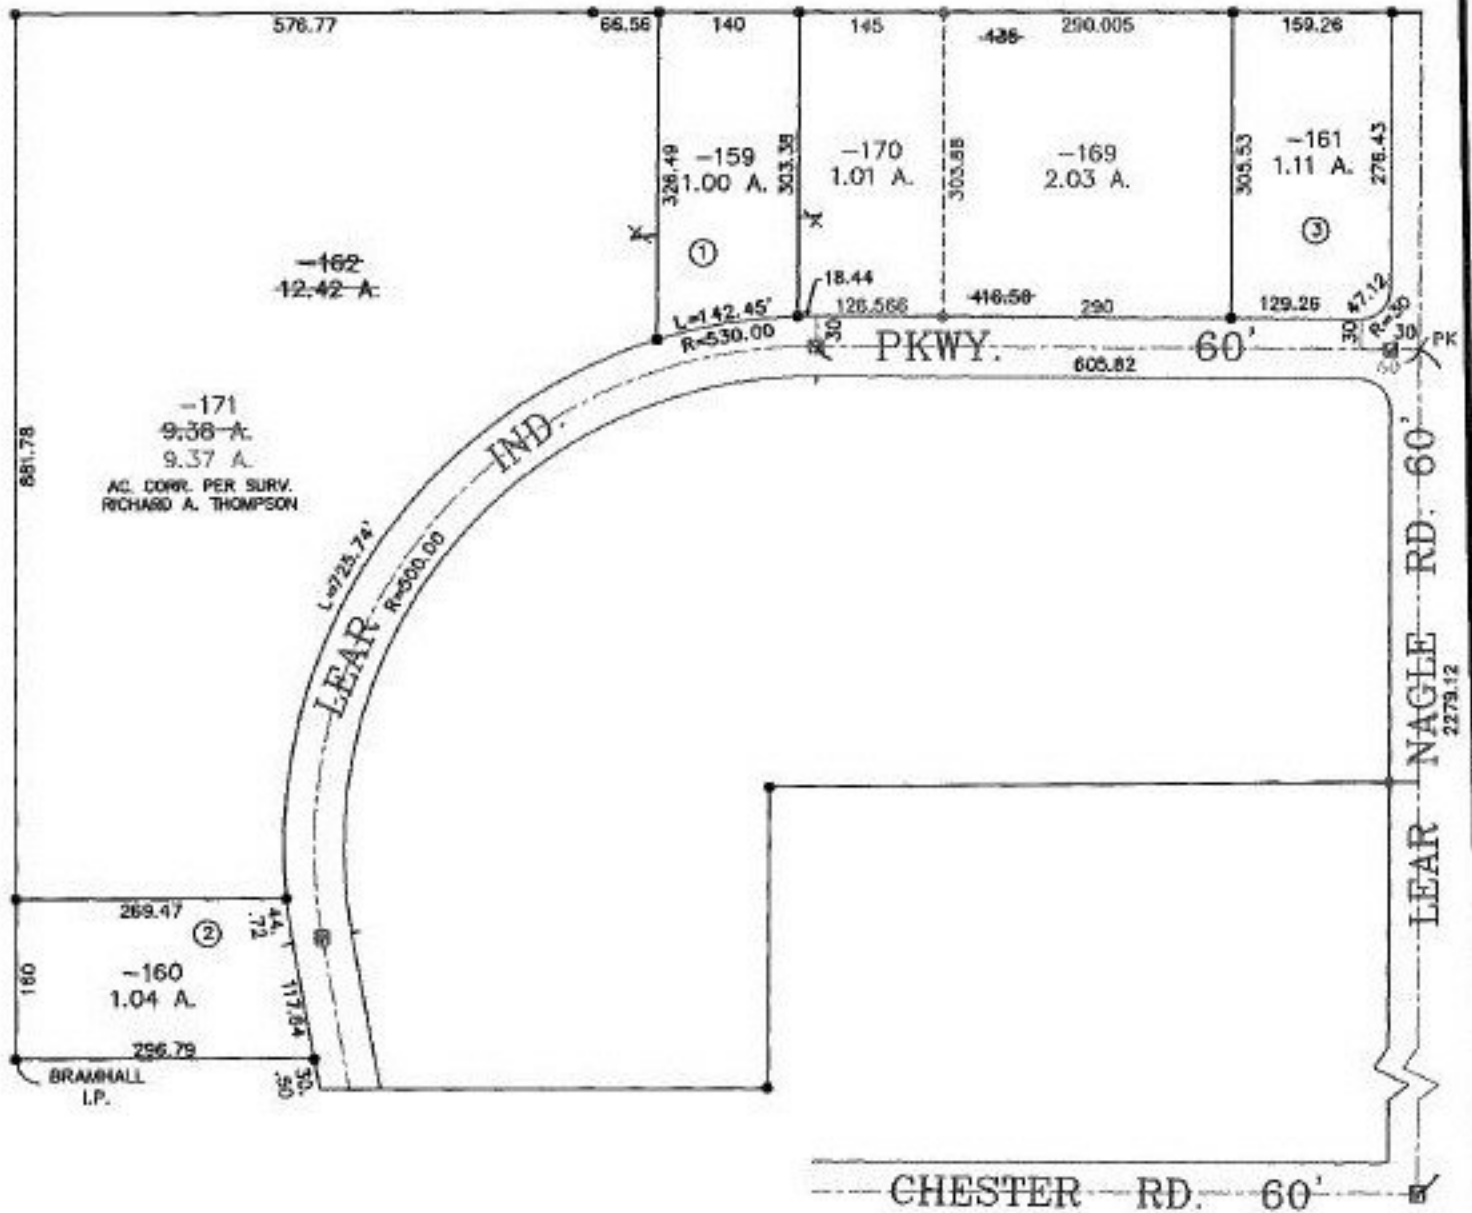 576.77
66.56
140
145
435
290.005
159.26
326.49
-159
1.00 A.
303.38
-170
1.01 A.
303.88
-169
2.03 A.
305.53
-161
1.11 A.
276.43
1
3
-162
12.42 A.
18.44
L=142.45'
R=530.00
126.566
416.56
290
129.26
47.12
R=30
30
30
30
60
PK
PKWY. 60'
605.82
-171
9.38 A.
9.37 A.
AC. CORR. PER SURV.
RICHARD A. THOMPSON
881.78
IND.
L=725.74'
R=500.00
LEAR
LEAR NAGLE RD. 60'
2279.12
269.47
2
44.
.72
-160
1.04 A.
160
117.64
296.79
30.
.50
BRAMHALL
I.P.
CHESTER RD. 60'